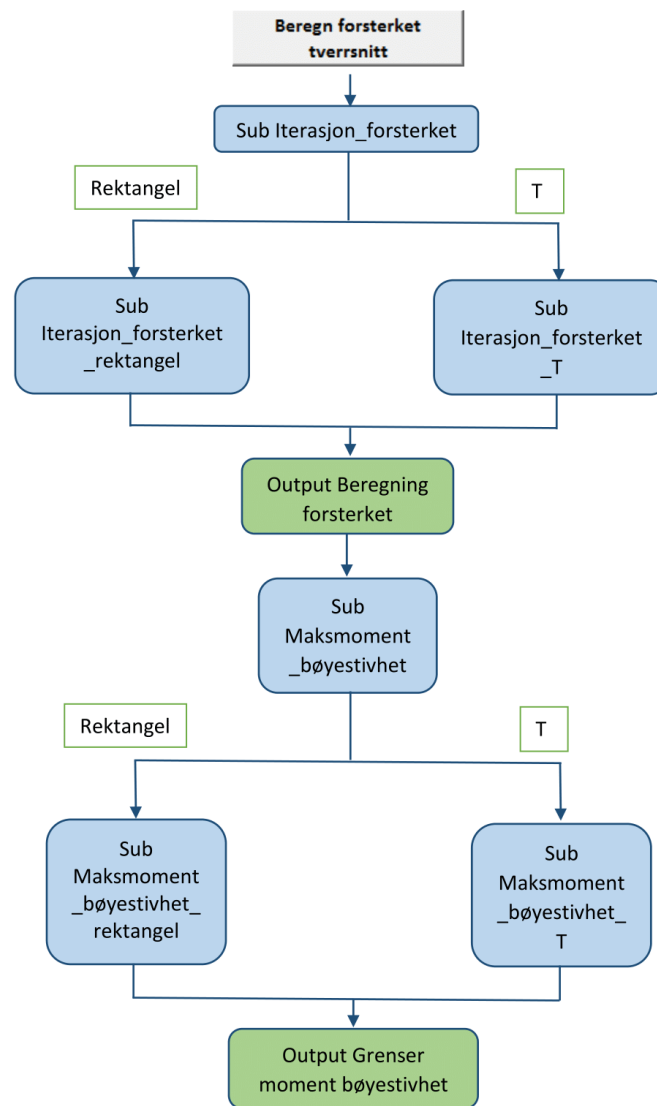 Beregn forsterket
tverrsnitt
Sub Iterasjon_forsterket
Rektangel
T
Sub
Iterasjon_forsterket
_rektangel
Sub
Iterasjon_forsterket
_T
Output Beregning
forsterket
Sub
Maksmoment
_bøyestivhet
Rektangel
T
Sub
Maksmoment
_bøyestivhet_
rektangel
Sub
Maksmoment
_bøyestivhet_
T
Output Grenser
moment bøyestivhet